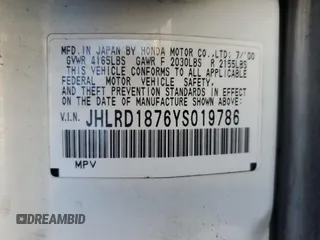 MFD. IN JAPAN BY HONDA MOTOR CO.,LTD: 7/'00
GVWR 4165LBS GAWR F 2030LBS R 2155LBS
THIS VEHICLE CONFORMS TO ALL APPLICABLE
FEDERAL MOTOR VEHICLE SAFETY
AND THEFT PREVENTION STANDARDS IN EFFECT
ON THE DATE OF MANUFACTURE SHOWN ABOVE.
V.I.N. JHLRD1876YS019786
MPV
DREAMBID